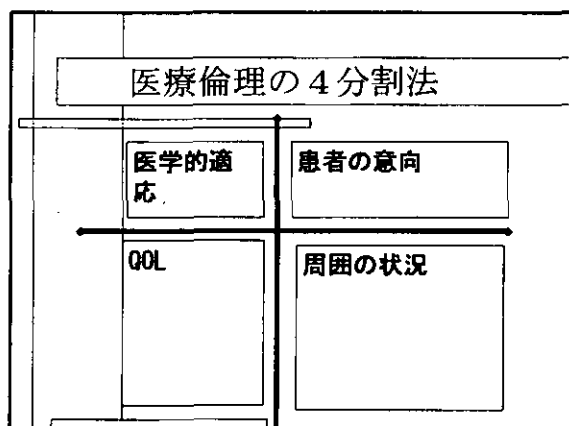 医療倫理の4分割法
医学的適
応
患者の意向
QOL
周囲の状況